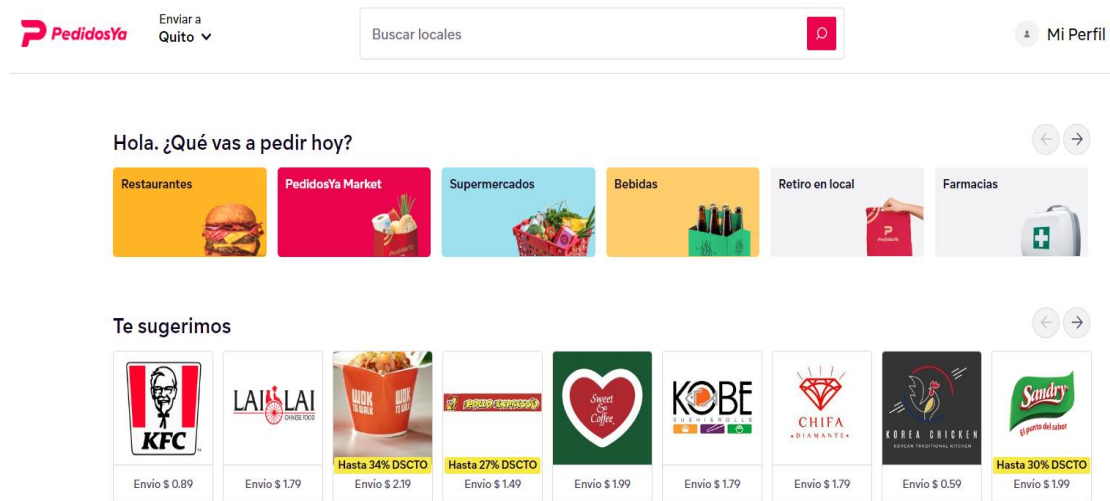 PedidosYa
Enviar a
Quito
Buscar locales
Mi Perfil
Hola. ¿Qué vas a pedir hoy?
Restaurantes
PedidosYa Market
Supermercados
Bebidas
Retiro en local
Farmacias
PedidosYa
Te sugerimos
KFC
LAI LAI
CHINESE FOOD
WOK
TO WALK
POLLO EXPRESSO
Sweet
&
Coffee
KOBE
SUSHI & ROLLS
CHIFA
DIAMANTE
KOREA CHICKEN
KOREAN TRADITIONAL KITCHEN
Sandry
El punto del sabor
Hasta 34% DSCTO
Hasta 27% DSCTO
Hasta 30% DSCTO
Envío $ 0.89
Envío $ 1.79
Envío $ 2.19
Envío $ 1.49
Envío $ 1.99
Envío $ 1.79
Envío $ 1.79
Envío $ 0.59
Envío $ 1.99